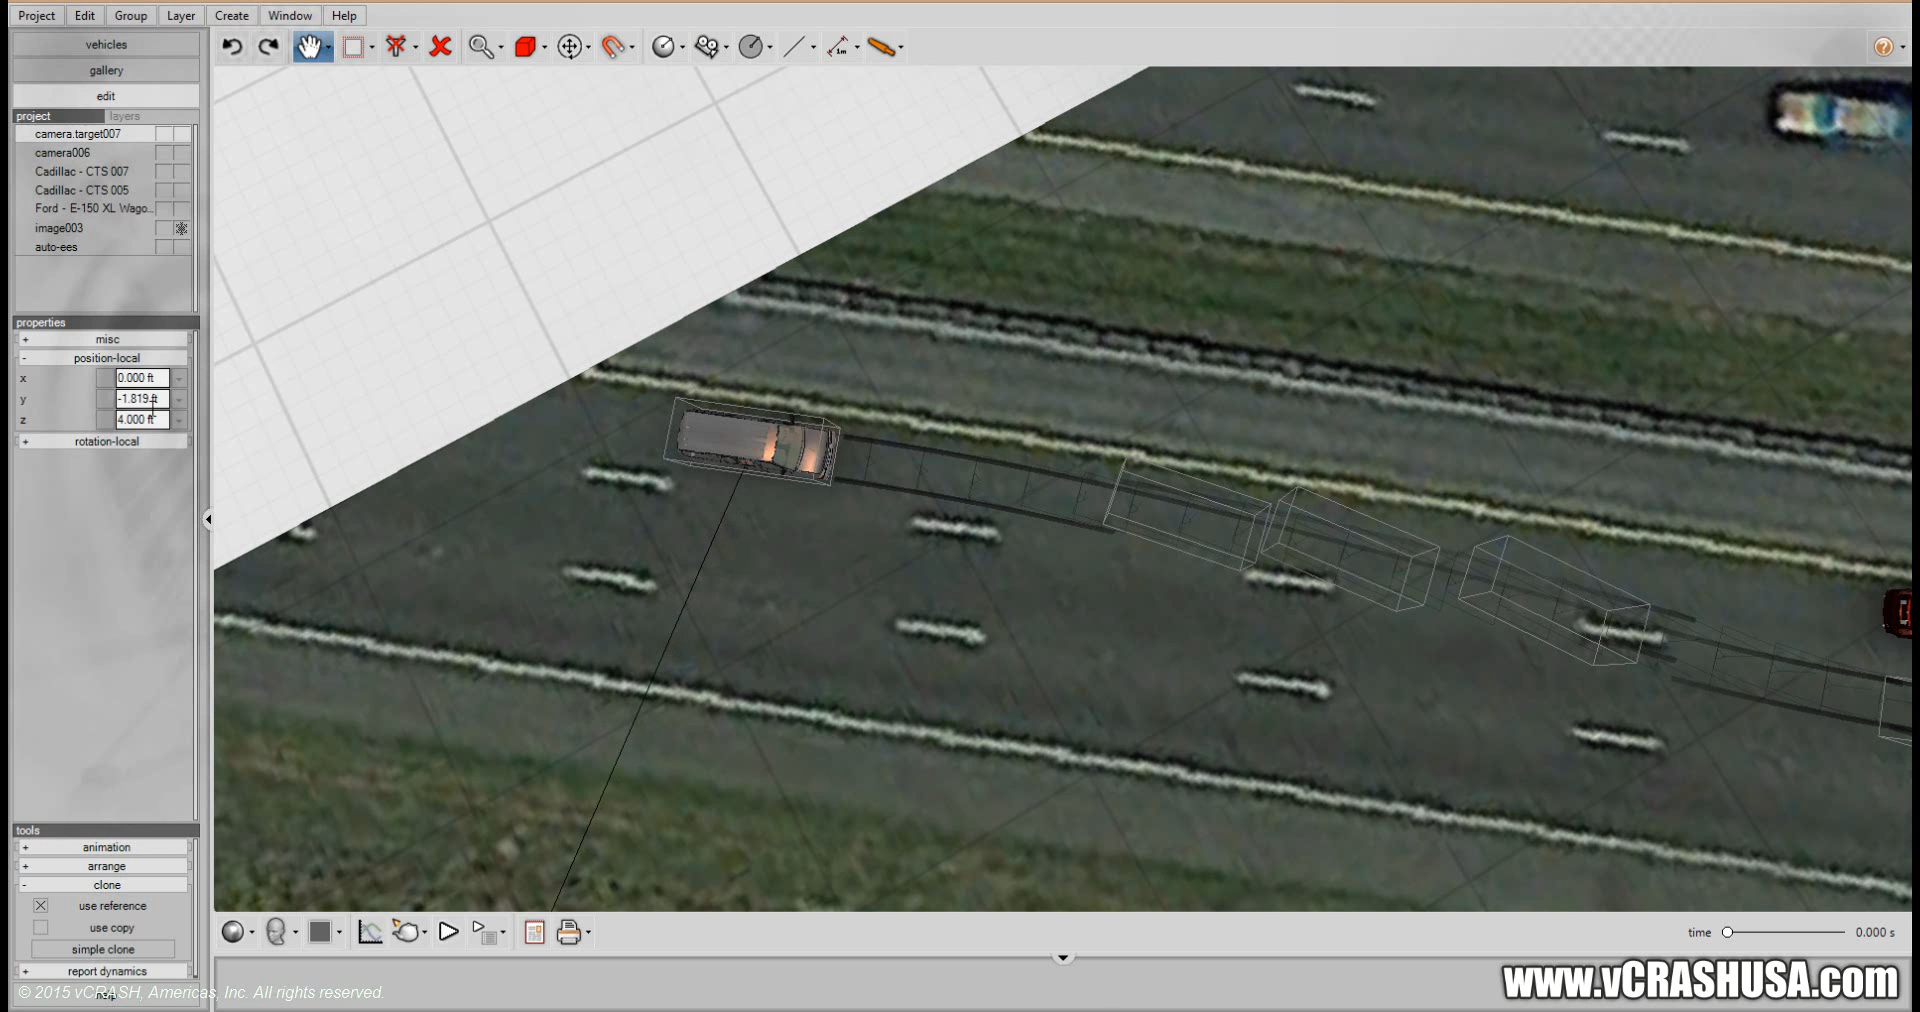 Project Edit Group Layer Create Window Help
vehicles
gallery
edit
project layers
camera.target007
camera006
Cadillac - CTS 007
Cadillac - CTS 005
Ford - E-150 XL Wago...
image003
auto-ees
properties
+ misc
- position-local
x 0.000 ft
y -1.819 ft
z 4.000 ft
+ rotation-local
tools
+ animation
+ arrange
- clone
use reference
use copy
simple clone
+ report dynamics
help
© 2015 vCRASH, Americas, Inc. All rights reserved.
1m
time 0.000 s
www.vCRASHUSA.com